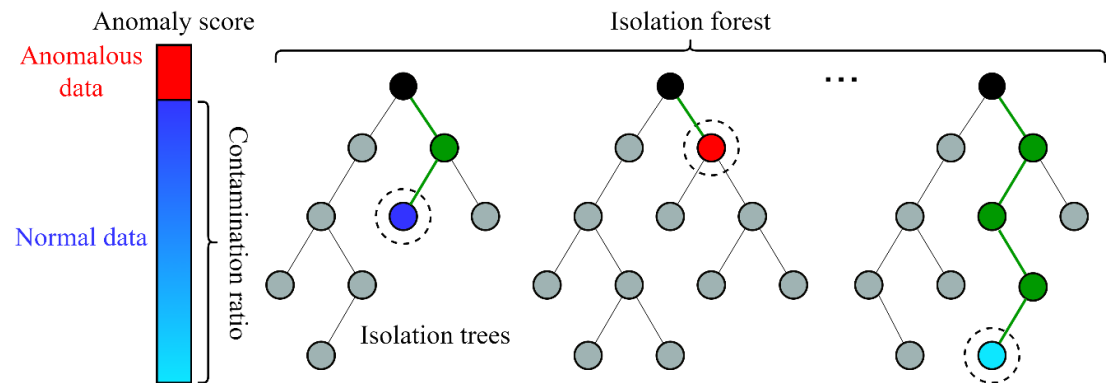 Anomaly score
Isolation forest
Anomalous
data
...
Contamination ratio
Normal data
Isolation trees